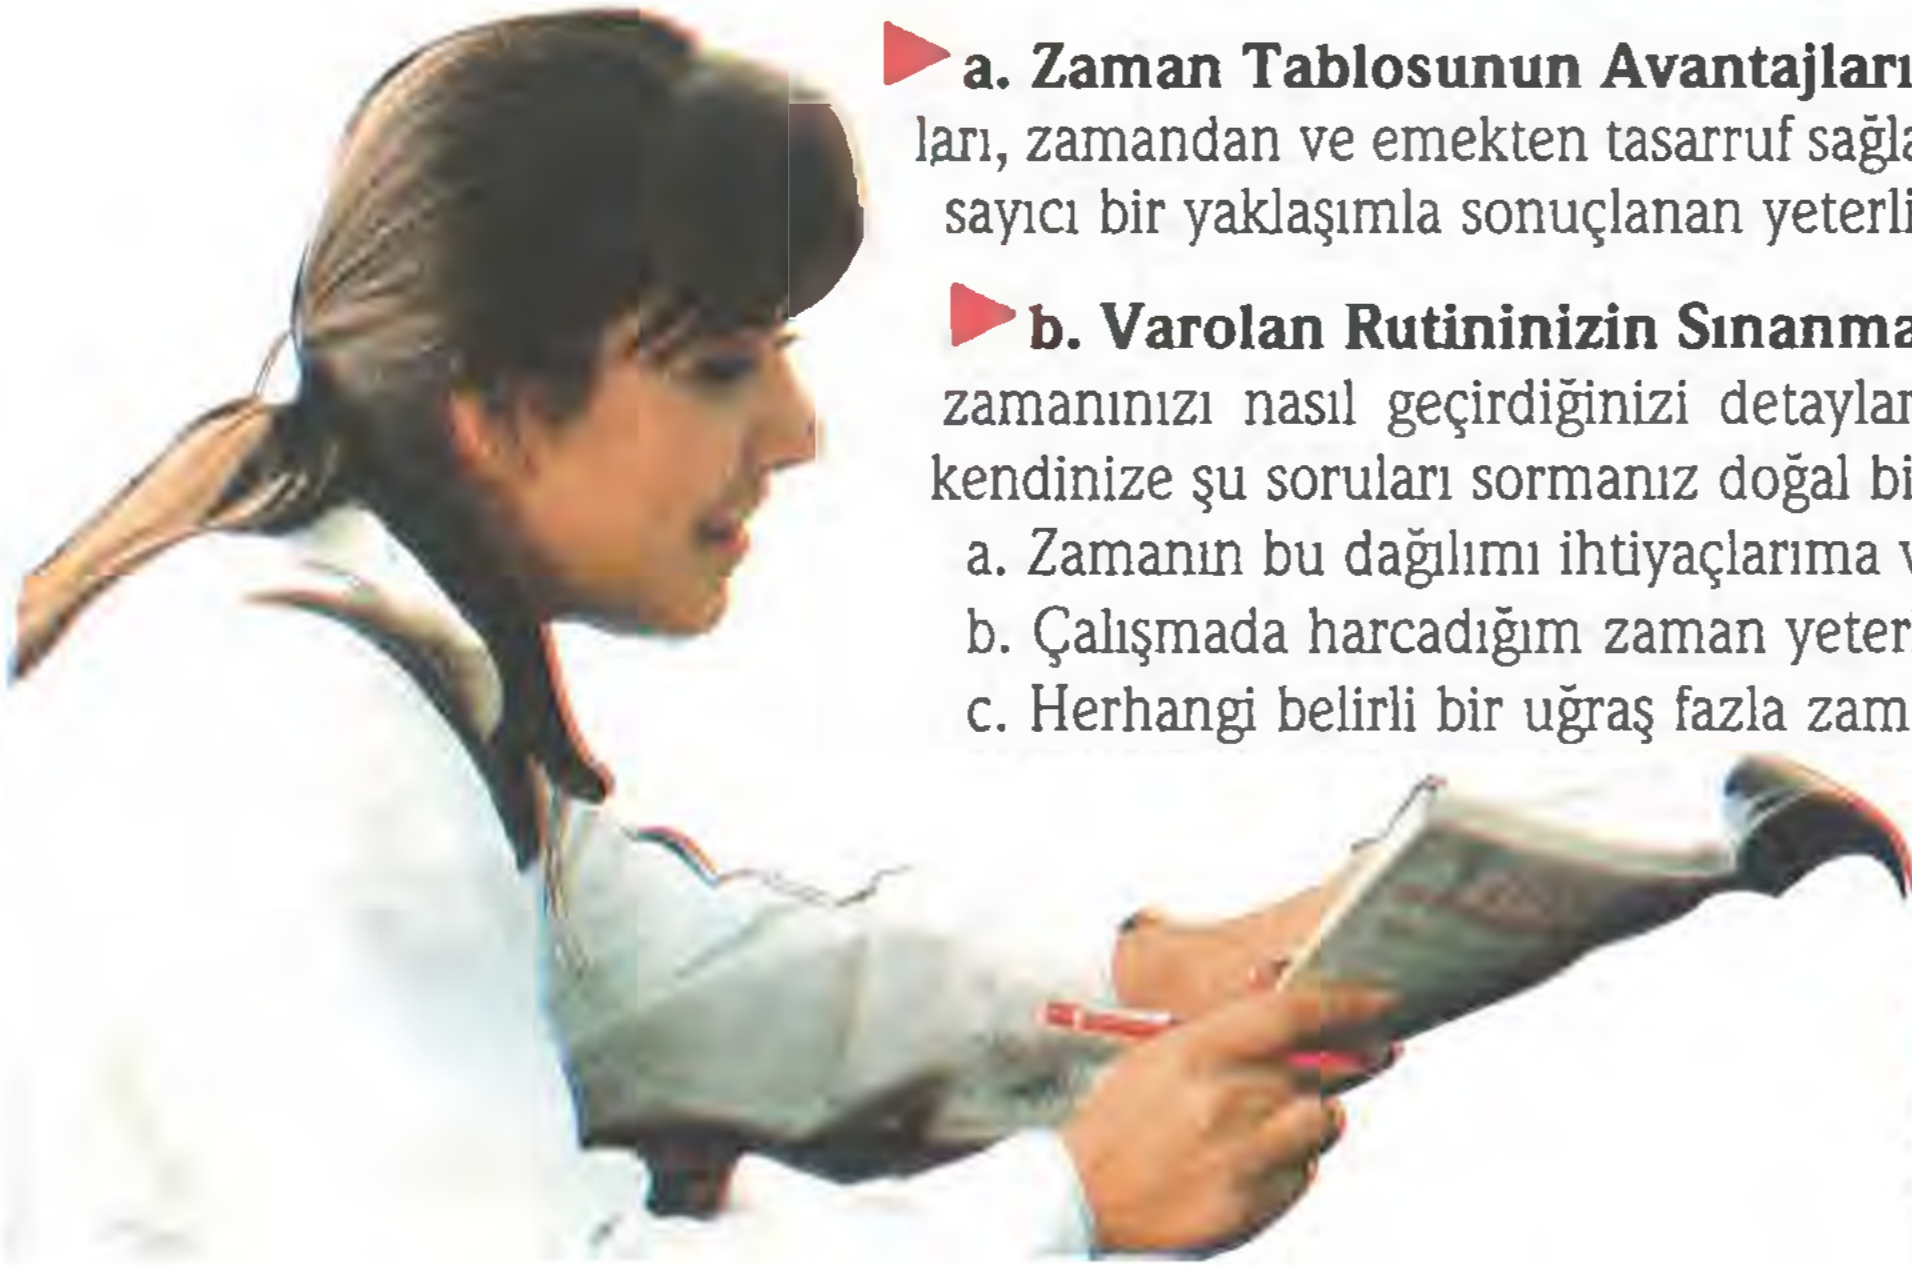 a. Zaman Tablosunun Avantajları
ları, zamandan ve emekten tasarruf sağla
sayıcı bir yaklaşımla sonuçlanan yeterli
b. Varolan Rutininizin Sınanma
zamanınızı nasıl geçirdiğinizi detaylar
kendinize şu soruları sormanız doğal bi
a. Zamanın bu dağılımı ihtiyaçlarıma v
b. Çalışmada harcadığım zaman yeter
c. Herhangi belirli bir uğraş fazla zam